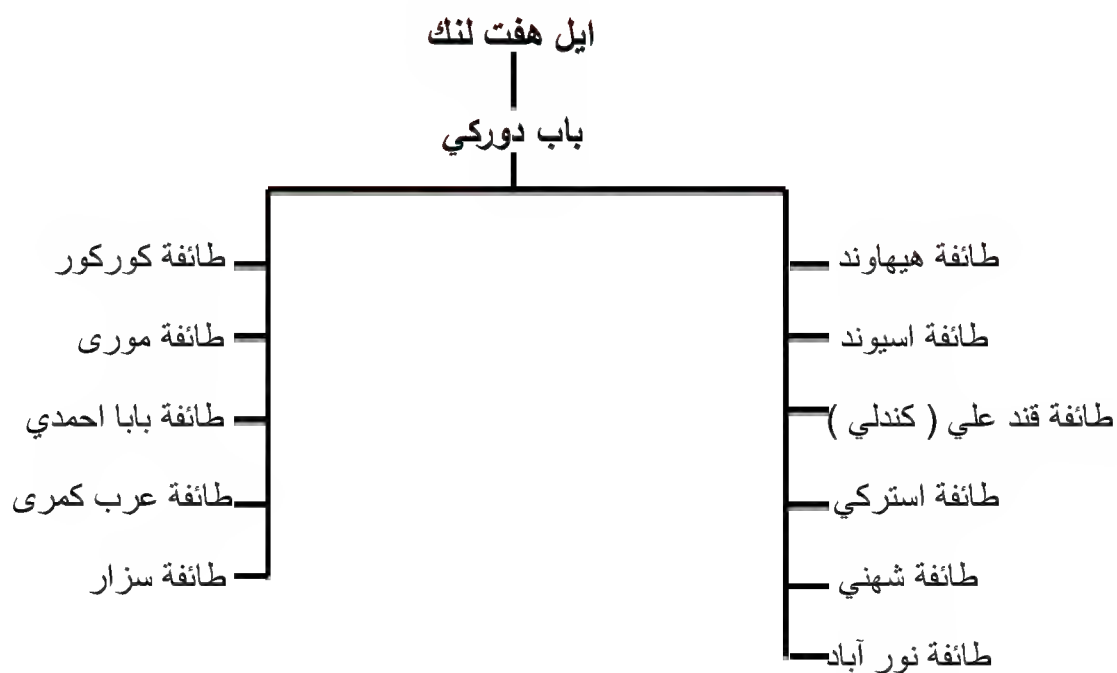 ايل هفت لنك
باب دوركي
طائفة هيهاوند
طائفة اسيوند
طائفة قند علي ( كندلي )
طائفة استركي
طائفة شهني
طائفة نور آباد
طائفة كوركور
طائفة مورى
طائفة بابا احمدي
طائفة عرب كمرى
طائفة سزار